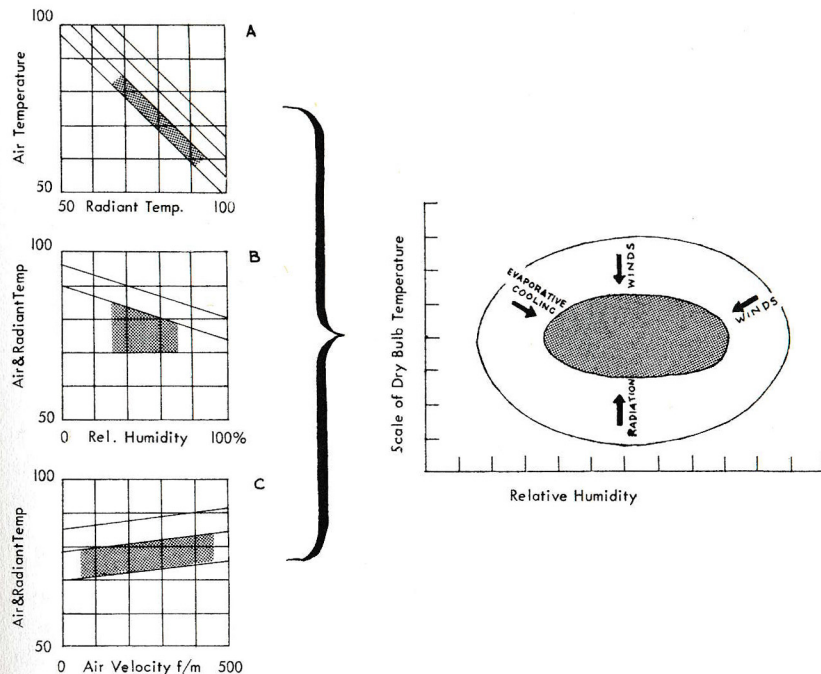 100
A
Air Temperature
50
50 Radiant Temp. 100
100
B
Air&RadiantTemp
50
0 Rel. Humidity 100%
100
C
Air&RadiantTemp
50
0 Air Velocity f/m 500
Scale of Dry Bulb Temperature
EVAPORATIVE
COOLING
WINDS
WINDS
RADIATION
Relative Humidity